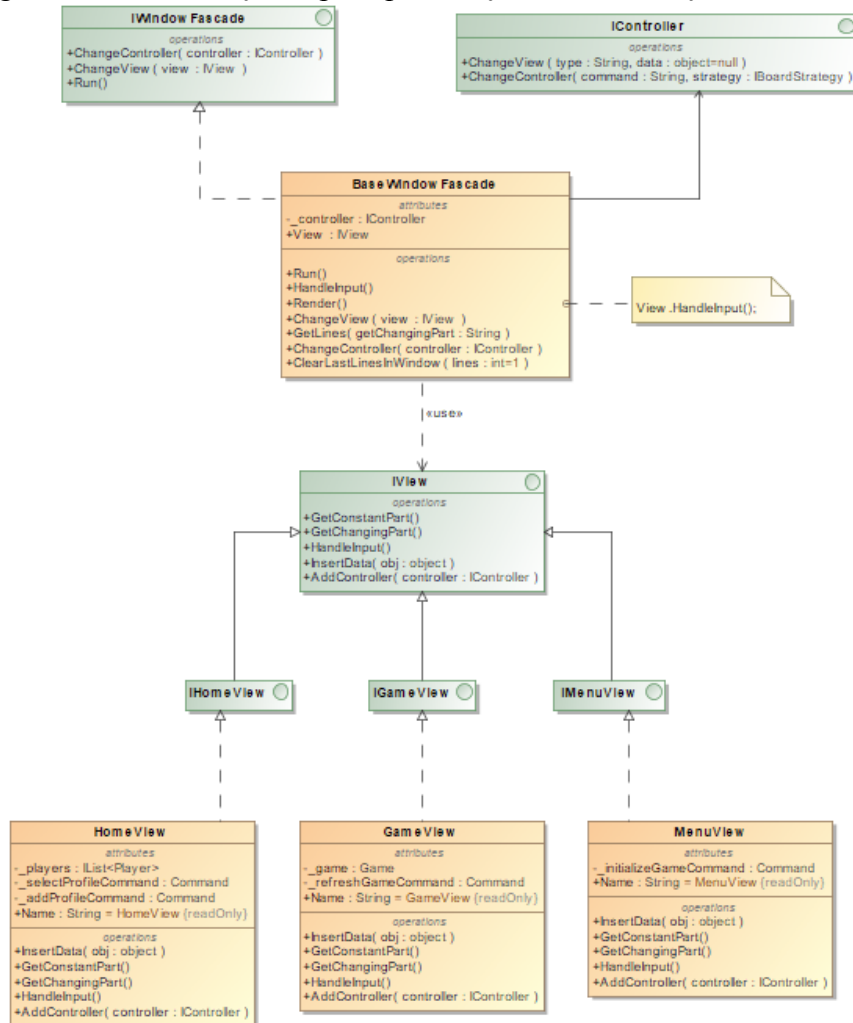 IWindow Fascade
operations
+ChangeController( controller : IController )
+ChangeView ( view : IView )
+Run()
IController
operations
+ChangeView ( type : String, data : object=null )
+ChangeController( command : String, strategy : IBoardStrategy )
Base Window Fascade
attributes
-_controller : IController
+View : IView
operations
+Run()
+HandleInput()
+Render()
+ChangeView ( view : IView )
+GetLines( getChangingPart : String )
+ChangeController( controller : IController )
+ClearLastLinesInWindow ( lines : int=1 )
View .HandleInput();
«use»
IView
operations
+GetConstantPart()
+GetChangingPart()
+HandleInput()
+InsertData( obj : object )
+AddController( controller : IController )
IHomeView
IGameView
IMenuView
HomeView
attributes
-_players : IList<Player>
-_selectProfileCommand : Command
-_addProfileCommand : Command
+Name : String = HomeView {readOnly}
operations
+InsertData( obj : object )
+GetConstantPart()
+GetChangingPart()
+HandleInput()
+AddController( controller : IController )
GameView
attributes
-_game : Game
-_refreshGameCommand : Command
+Name : String = GameView {readOnly}
operations
+InsertData( obj : object )
+GetConstantPart()
+GetChangingPart()
+HandleInput()
+AddController( controller : IController )
MenuView
attributes
-_initializeGameCommand : Command
+Name : String = MenuView {readOnly}
operations
+InsertData( obj : object )
+GetConstantPart()
+GetChangingPart()
+HandleInput()
+AddController( controller : IController )